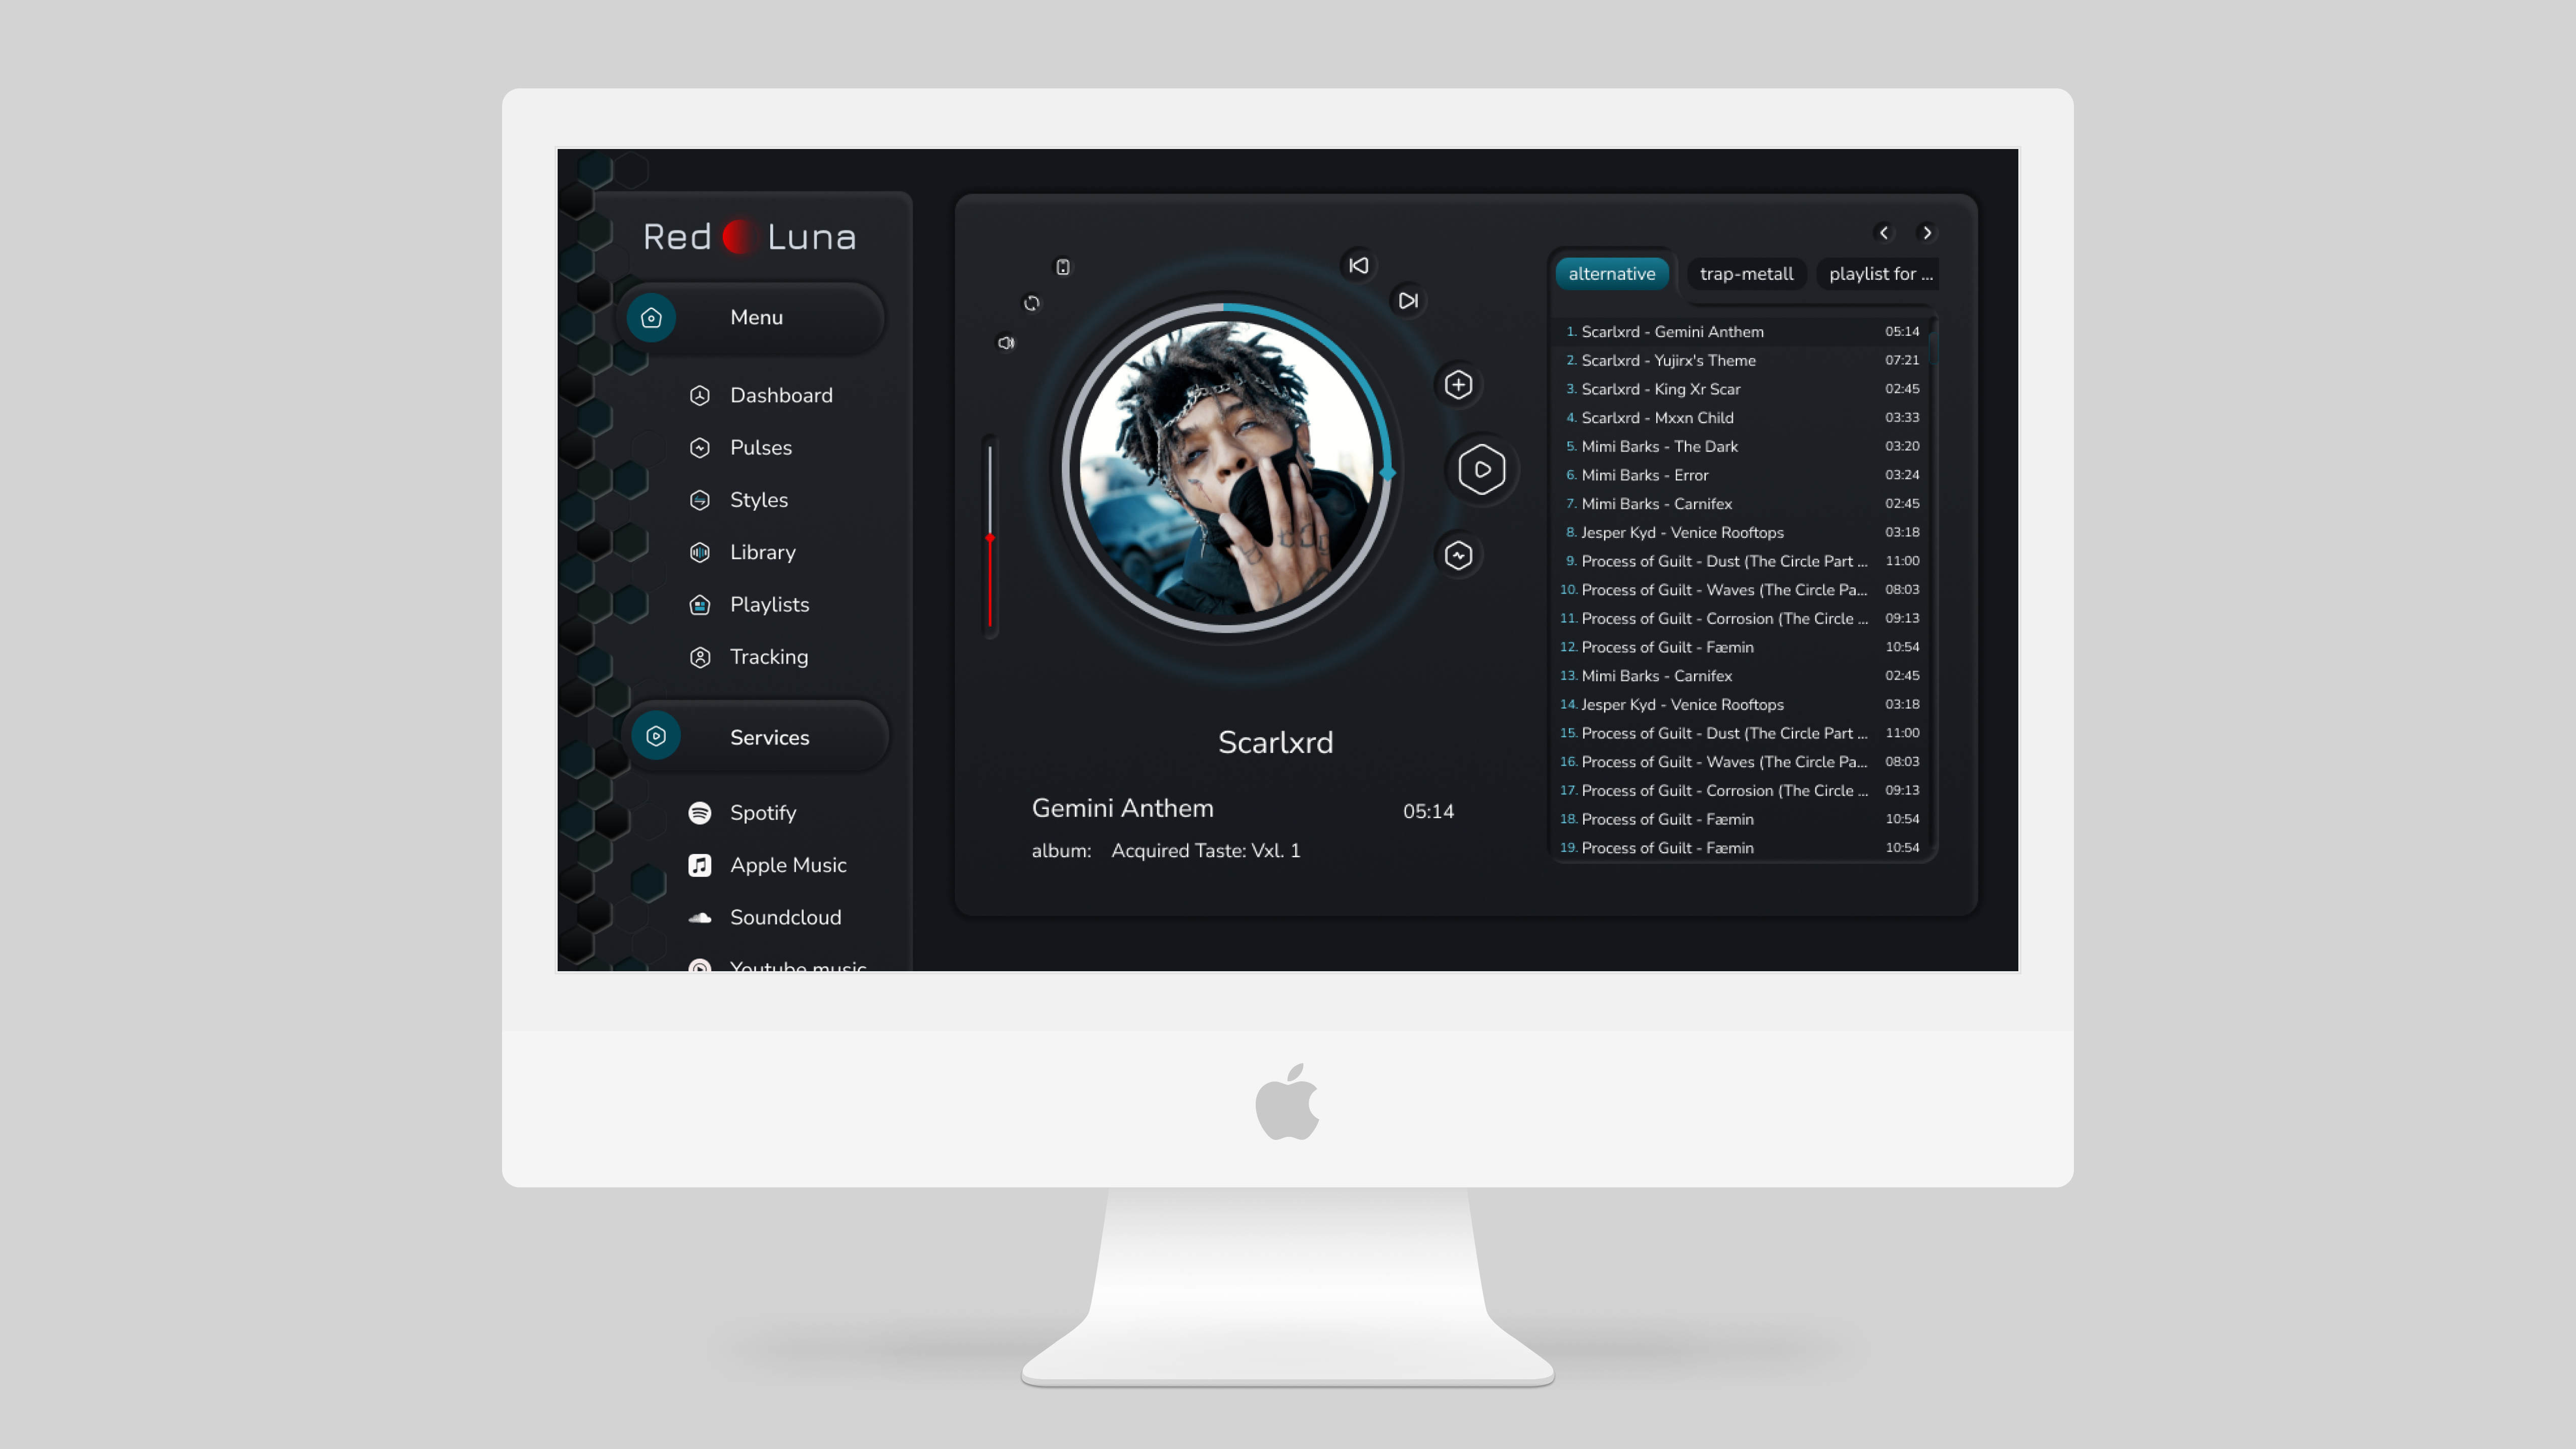 Red Luna
Menu
Dashboard
Pulses
Styles
Library
Playlists
Tracking
Services
Spotify
Apple Music
Soundcloud
Youtube music
Scarlxrd
Gemini Anthem 05:14
album: Acquired Taste: Vxl. 1
alternative trap-metall playlist for ...
1. Scarlxrd - Gemini Anthem 05:14
2. Scarlxrd - Yujirx's Theme 07:21
3. Scarlxrd - King Xr Scar 02:45
4. Scarlxrd - Mxxn Child 03:33
5. Mimi Barks - The Dark 03:20
6. Mimi Barks - Error 03:24
7. Mimi Barks - Carnifex 02:45
8. Jesper Kyd - Venice Rooftops 03:18
9. Process of Guilt - Dust (The Circle Part ... 11:00
10. Process of Guilt - Waves (The Circle Pa... 08:03
11. Process of Guilt - Corrosion (The Circle ... 09:13
12. Process of Guilt - Fæmin 10:54
13. Mimi Barks - Carnifex 02:45
14. Jesper Kyd - Venice Rooftops 03:18
15. Process of Guilt - Dust (The Circle Part ... 11:00
16. Process of Guilt - Waves (The Circle Pa... 08:03
17. Process of Guilt - Corrosion (The Circle ... 09:13
18. Process of Guilt - Fæmin 10:54
19. Process of Guilt - Fæmin 10:54